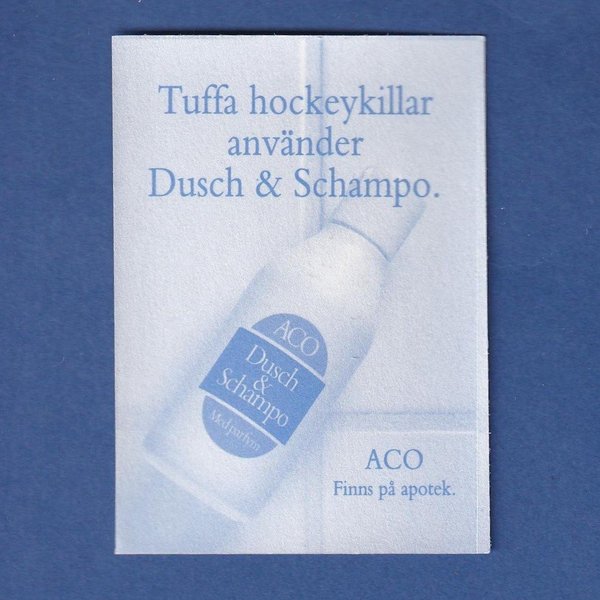 Tuffa hockeykillar
använder
Dusch & Schampo.
ACO
Dusch
&
Schampo
Med parfym
ACO
Finns på apotek.